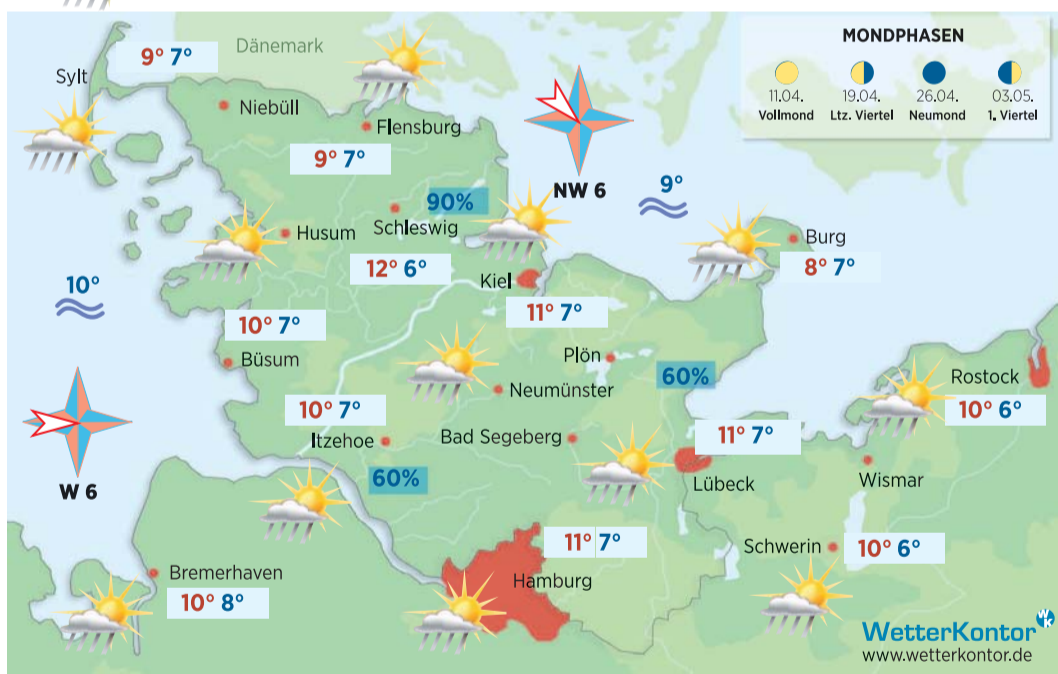 MONDPHASEN
11.04. 19.04. 26.04. 03.05.
Vollmond Ltz. Viertel Neumond 1. Viertel
Dänemark
9° 7°
Sylt
Niebüll
Flensburg
9° 7°
NW 6
9°
90%
Schleswig
Husum
Burg
8° 7°
12° 6°
Kiel
10°
11° 7°
10° 7°
Büsum
Plön
60%
Neumünster
Rostock
10° 6°
10° 7°
Itzehoe
Bad Segeberg
11° 7°
Lübeck
Wismar
W 6
60%
11° 7°
Hamburg
Schwerin
10° 6°
Bremerhaven
10° 8°
WetterKontor
WK
www.wetterkontor.de